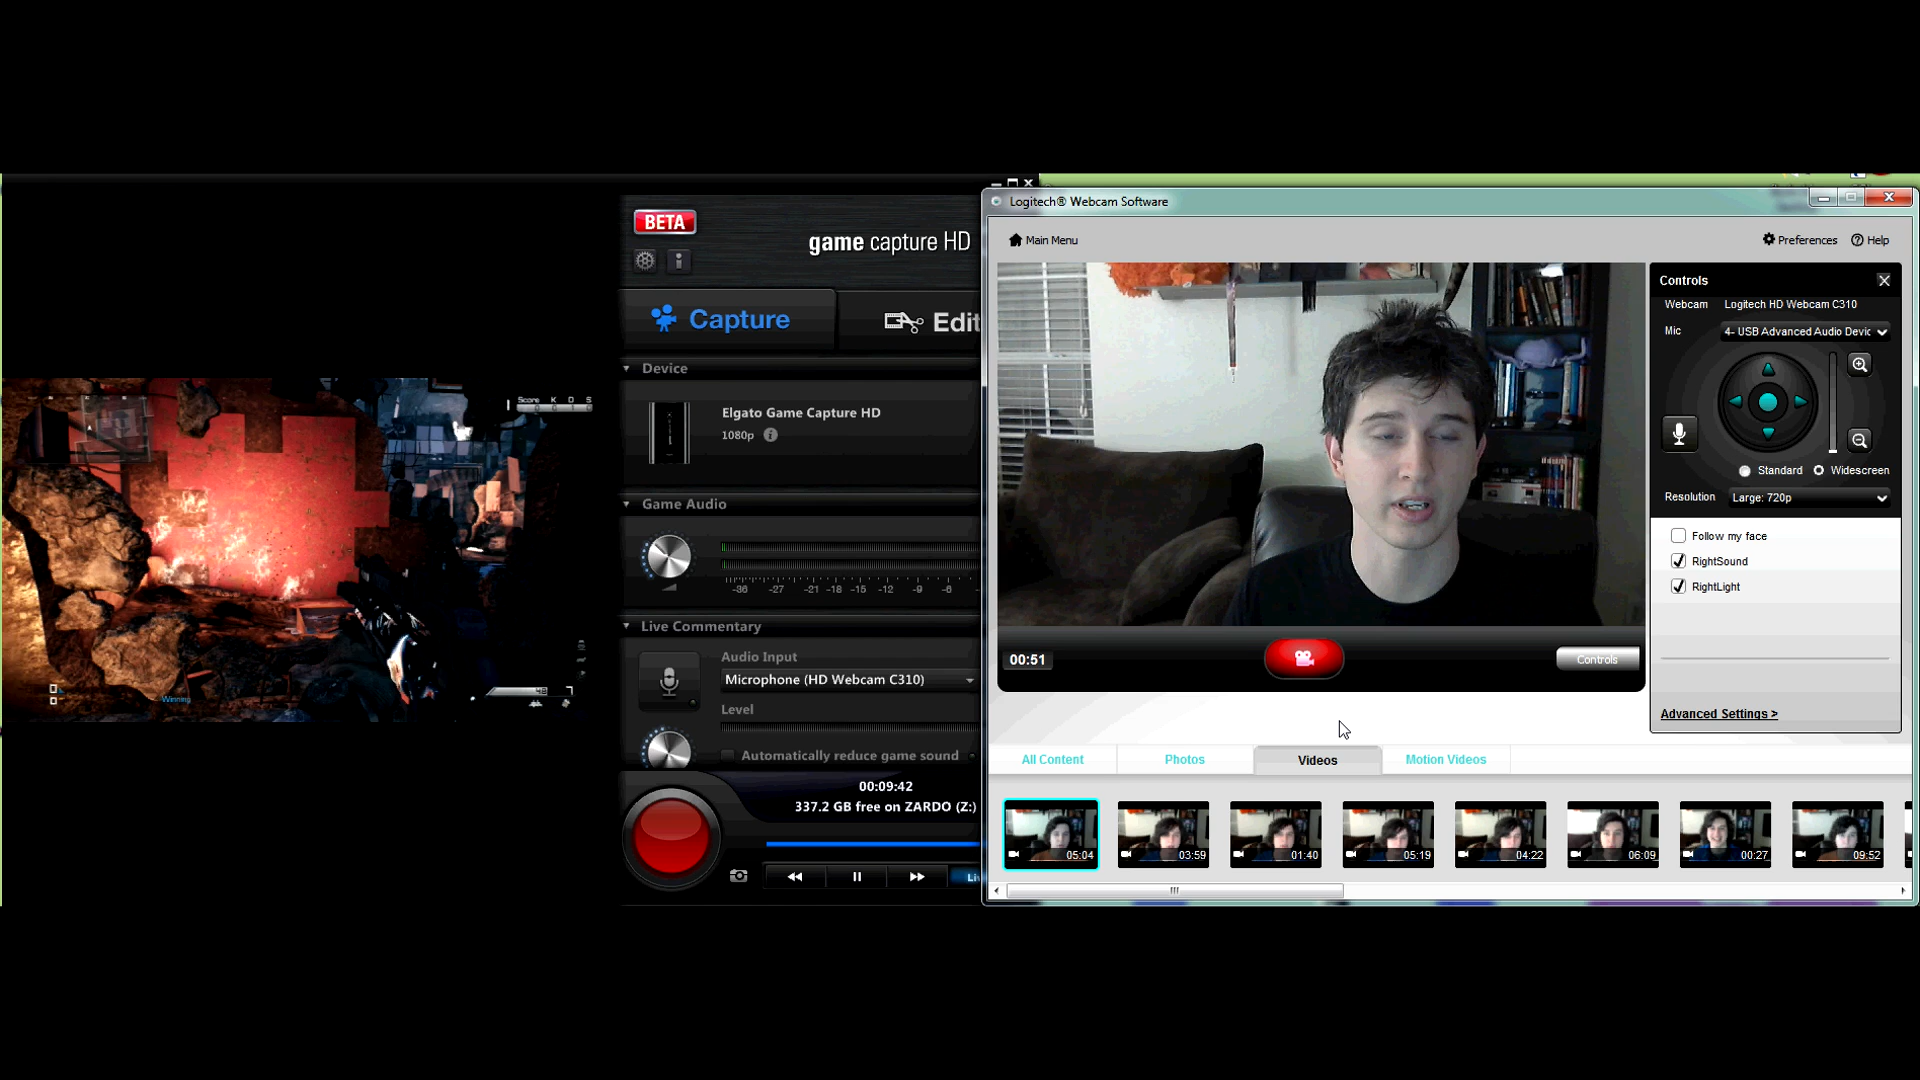 BETA
game capture HD
Capture
Edit
Device
Elgato Game Capture HD
1080p
Game Audio
-36 -27 -21 -18 -15 -12 -9 -6
Live Commentary
Audio Input
Microphone (HD Webcam C310)
Level
Automatically reduce game sound
00:09:42
337.2 GB free on ZARDO (Z:)
Score K D S
48
Winning
Logitech® Webcam Software
Main Menu
Preferences
Help
Controls
Webcam Logitech HD Webcam C310
Mic 4- USB Advanced Audio Devic
Standard Widescreen
Resolution Large: 720p
Follow my face
RightSound
RightLight
Advanced Settings >
00:51
Controls
All Content
Photos
Videos
Motion Videos
05:04
03:59
01:40
05:19
04:22
06:09
00:27
09:52